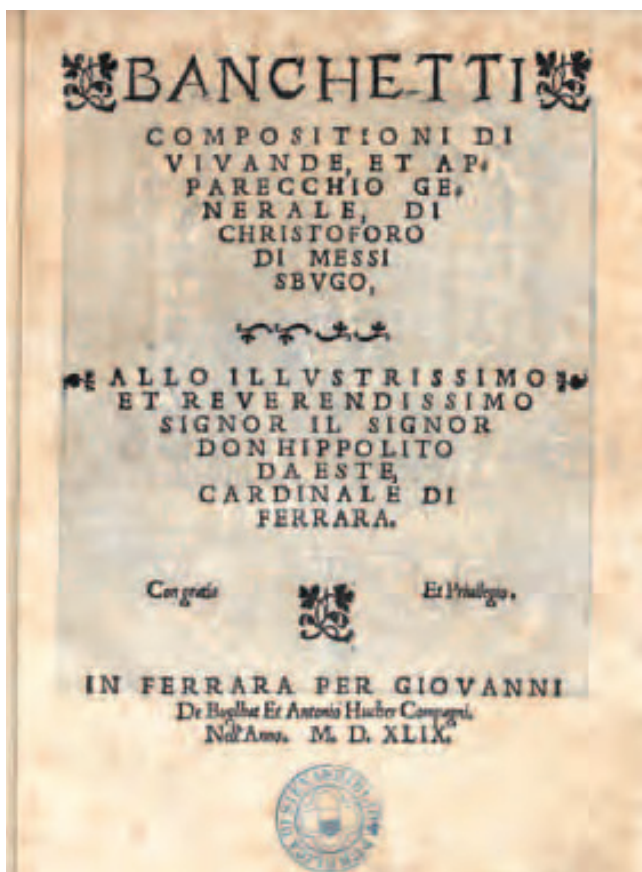 BANCHETTI
COMPOSITIONI DI
VIVANDE, ET AP-
PARECCHIO GE-
NERALE, DI
CHRISTOFORO
DI MESSI
SBVGO,
ALLO ILLVSTRISSIMO
ET REVERENDISSIMO
SIGNOR IL SIGNOR
DON HIPPOLITO
DA ESTE,
CARDINALE DI
FERRARA.
Con gratia Et Priuilegio.
IN FERRARA PER GIOVANNI
De Buglhat Et Antonio Hucher Compagni.
Nell'Anno. M. D. XLIX.